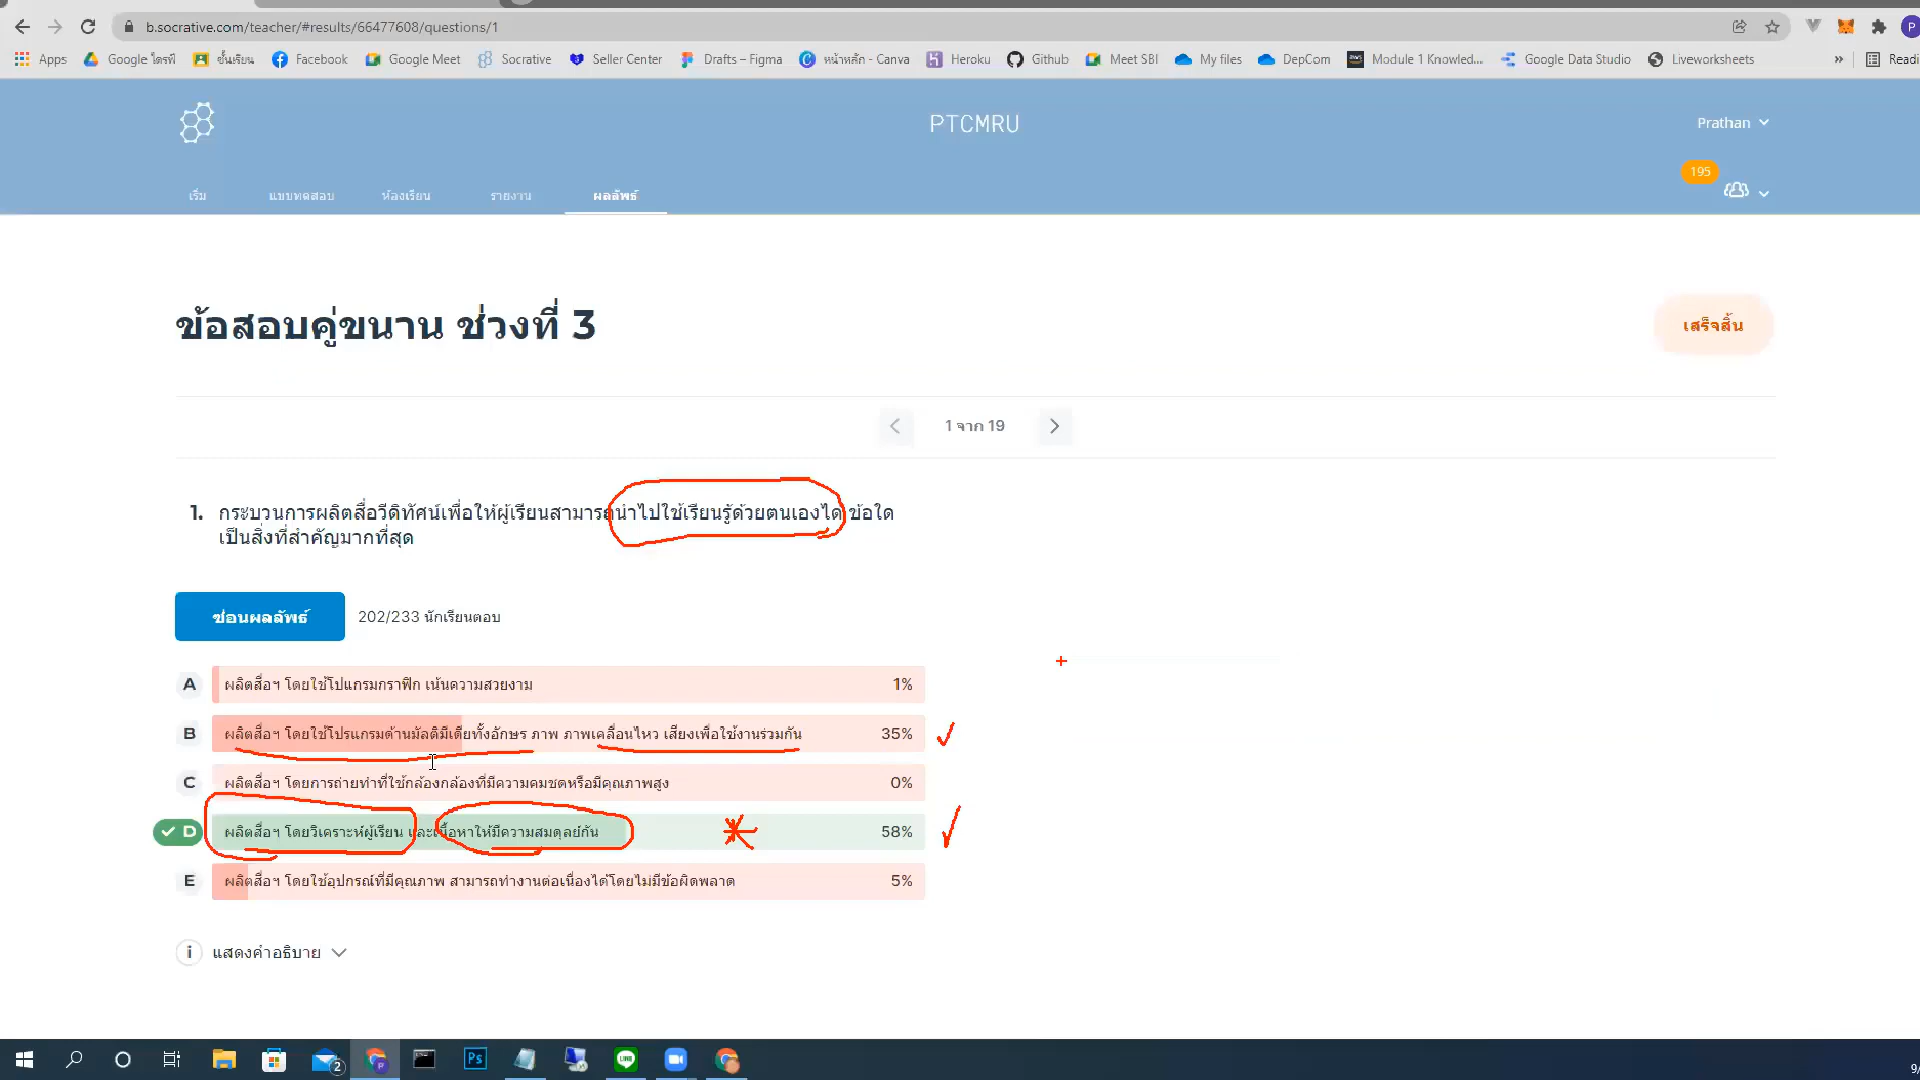 b.socrative.com/teacher/#results/66477608/questions/1
P
Apps Google ไดรฟ์ ชั้นเรียน Facebook Google Meet Socrative Seller Center Drafts – Figma หน้าหลัก - Canva Heroku Github Meet SBI My files DepCom Module 1 Knowled... Google Data Studio Liveworksheets » Readi
PTCMRU
Prathan
195
เริ่ม แบบทดสอบ ห้องเรียน รายงาน ผลลัพธ์
ข้อสอบคู่ขนาน ช่วงที่ 3
เสร็จสิ้น
1 จาก 19
1. กระบวนการผลิตสื่อวีดิทัศน์เพื่อให้ผู้เรียนสามารถนำไปใช้เรียนรู้ด้วยตนเองได้ ข้อใด
เป็นสิ่งที่สำคัญมากที่สุด
ซ่อนผลลัพธ์ 202/233 นักเรียนตอบ
A ผลิตสื่อฯ โดยใช้โปแกรมกราฟิก เน้นความสวยงาม 1%
B ผลิตสื่อฯ โดยใช้โปรแกรมด้านมัลติมีเดียทั้งอักษร ภาพ ภาพเคลื่อนไหว เสียงเพื่อใช้งานร่วมกัน 35%
C ผลิตสื่อฯ โดยการถ่ายทำที่ใช้กล้องกล้องที่มีความคมชดหรือมีคุณภาพสูง 0%
D ผลิตสื่อฯ โดยวิเคราะห์ผู้เรียน และเนื้อหาให้มีความสมดุลย์กัน 58%
E ผลิตสื่อฯ โดยใช้อุปกรณ์ที่มีคุณภาพ สามารถทำงานต่อเนื่องได้โดยไม่มีข้อผิดพลาด 5%
i แสดงคำอธิบาย
2 P Ps LINE
9/